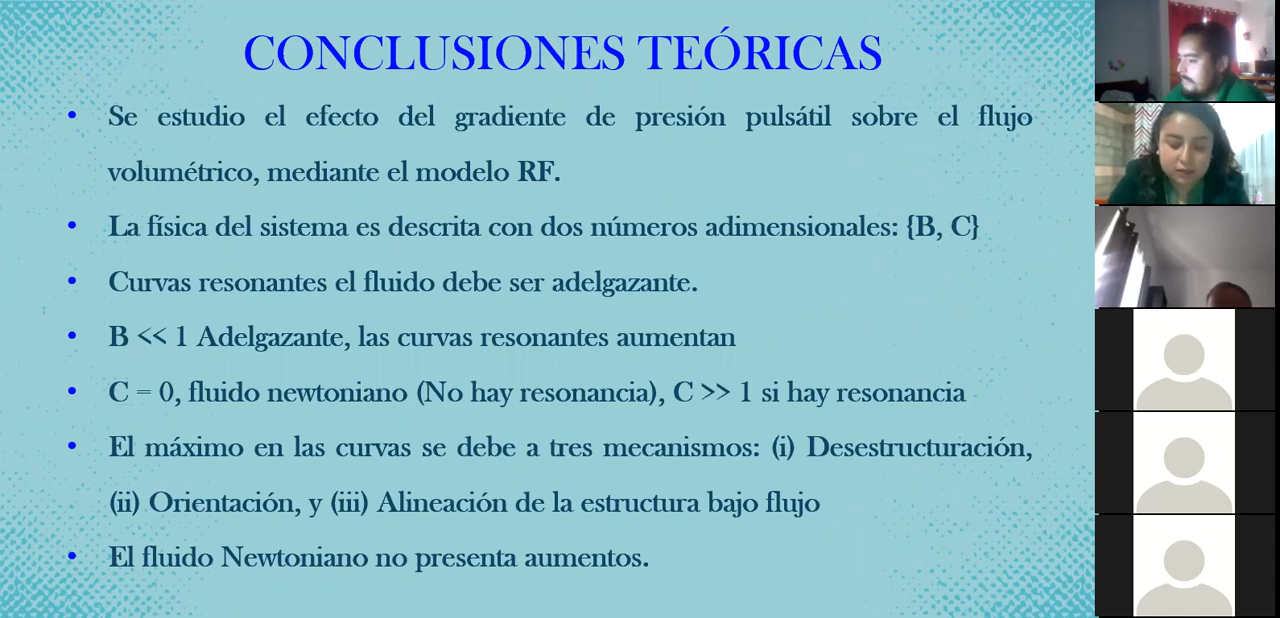 CONCLUSIONES TEÓRICAS
• Se estudio el efecto del gradiente de presión pulsátil sobre el flujo
volumétrico, mediante el modelo RF.
• La física del sistema es descrita con dos números adimensionales: {B, C}
• Curvas resonantes el fluido debe ser adelgazante.
• B << 1 Adelgazante, las curvas resonantes aumentan
• C = 0, fluido newtoniano (No hay resonancia), C >> 1 si hay resonancia
• El máximo en las curvas se debe a tres mecanismos: (i) Desestructuración,
(ii) Orientación, y (iii) Alineación de la estructura bajo flujo
• El fluido Newtoniano no presenta aumentos.